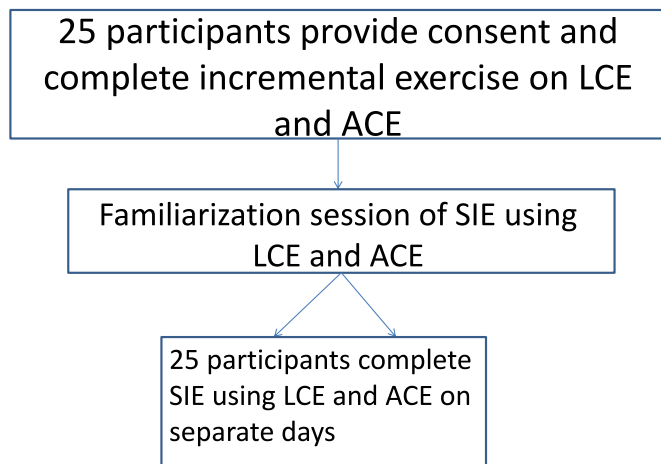 25 participants provide consent and
complete incremental exercise on LCE
and ACE
Familiarization session of SIE using
LCE and ACE
25 participants complete
SIE using LCE and ACE on
separate days